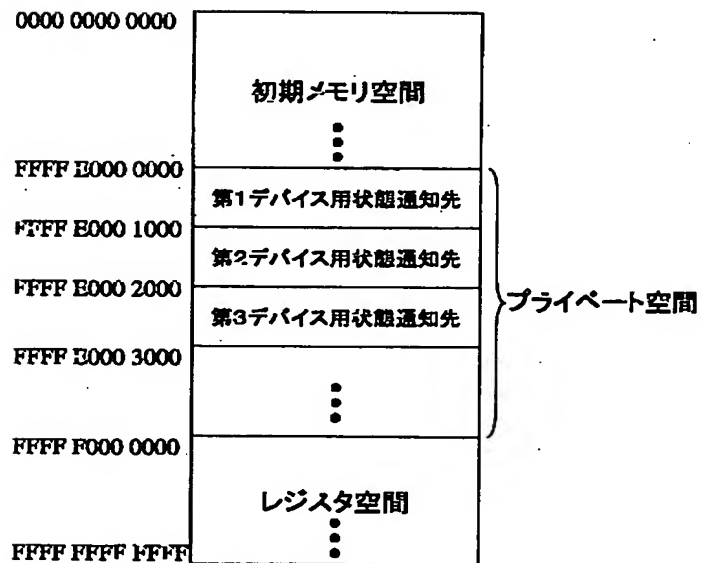 0000 0000 0000
初期メモリ空間
FFFF E000 0000
第1デバイス用状態通知先
FFFF E000 1000
第2デバイス用状態通知先
FFFF E000 2000
第3デバイス用状態通知先
プライベート空間
FFFF E000 3000
FFFF F000 0000
レジスタ空間
FFFF FFFF FFFF